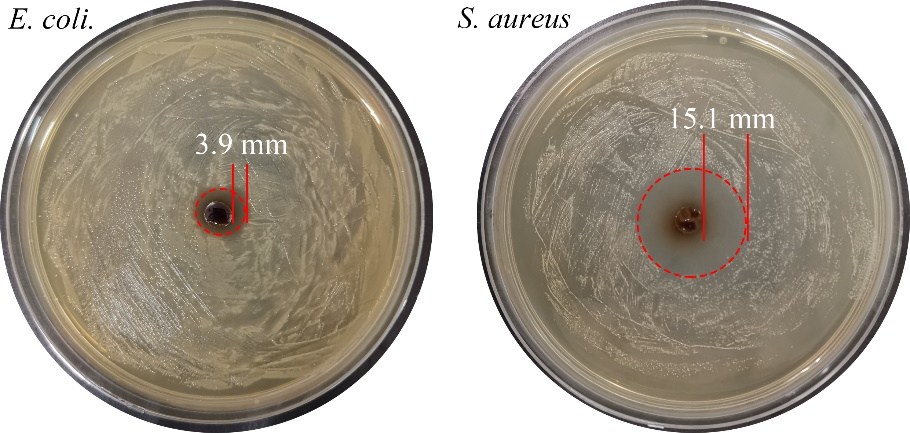 E. coli.
S. aureus
3.9 mm
15.1 mm